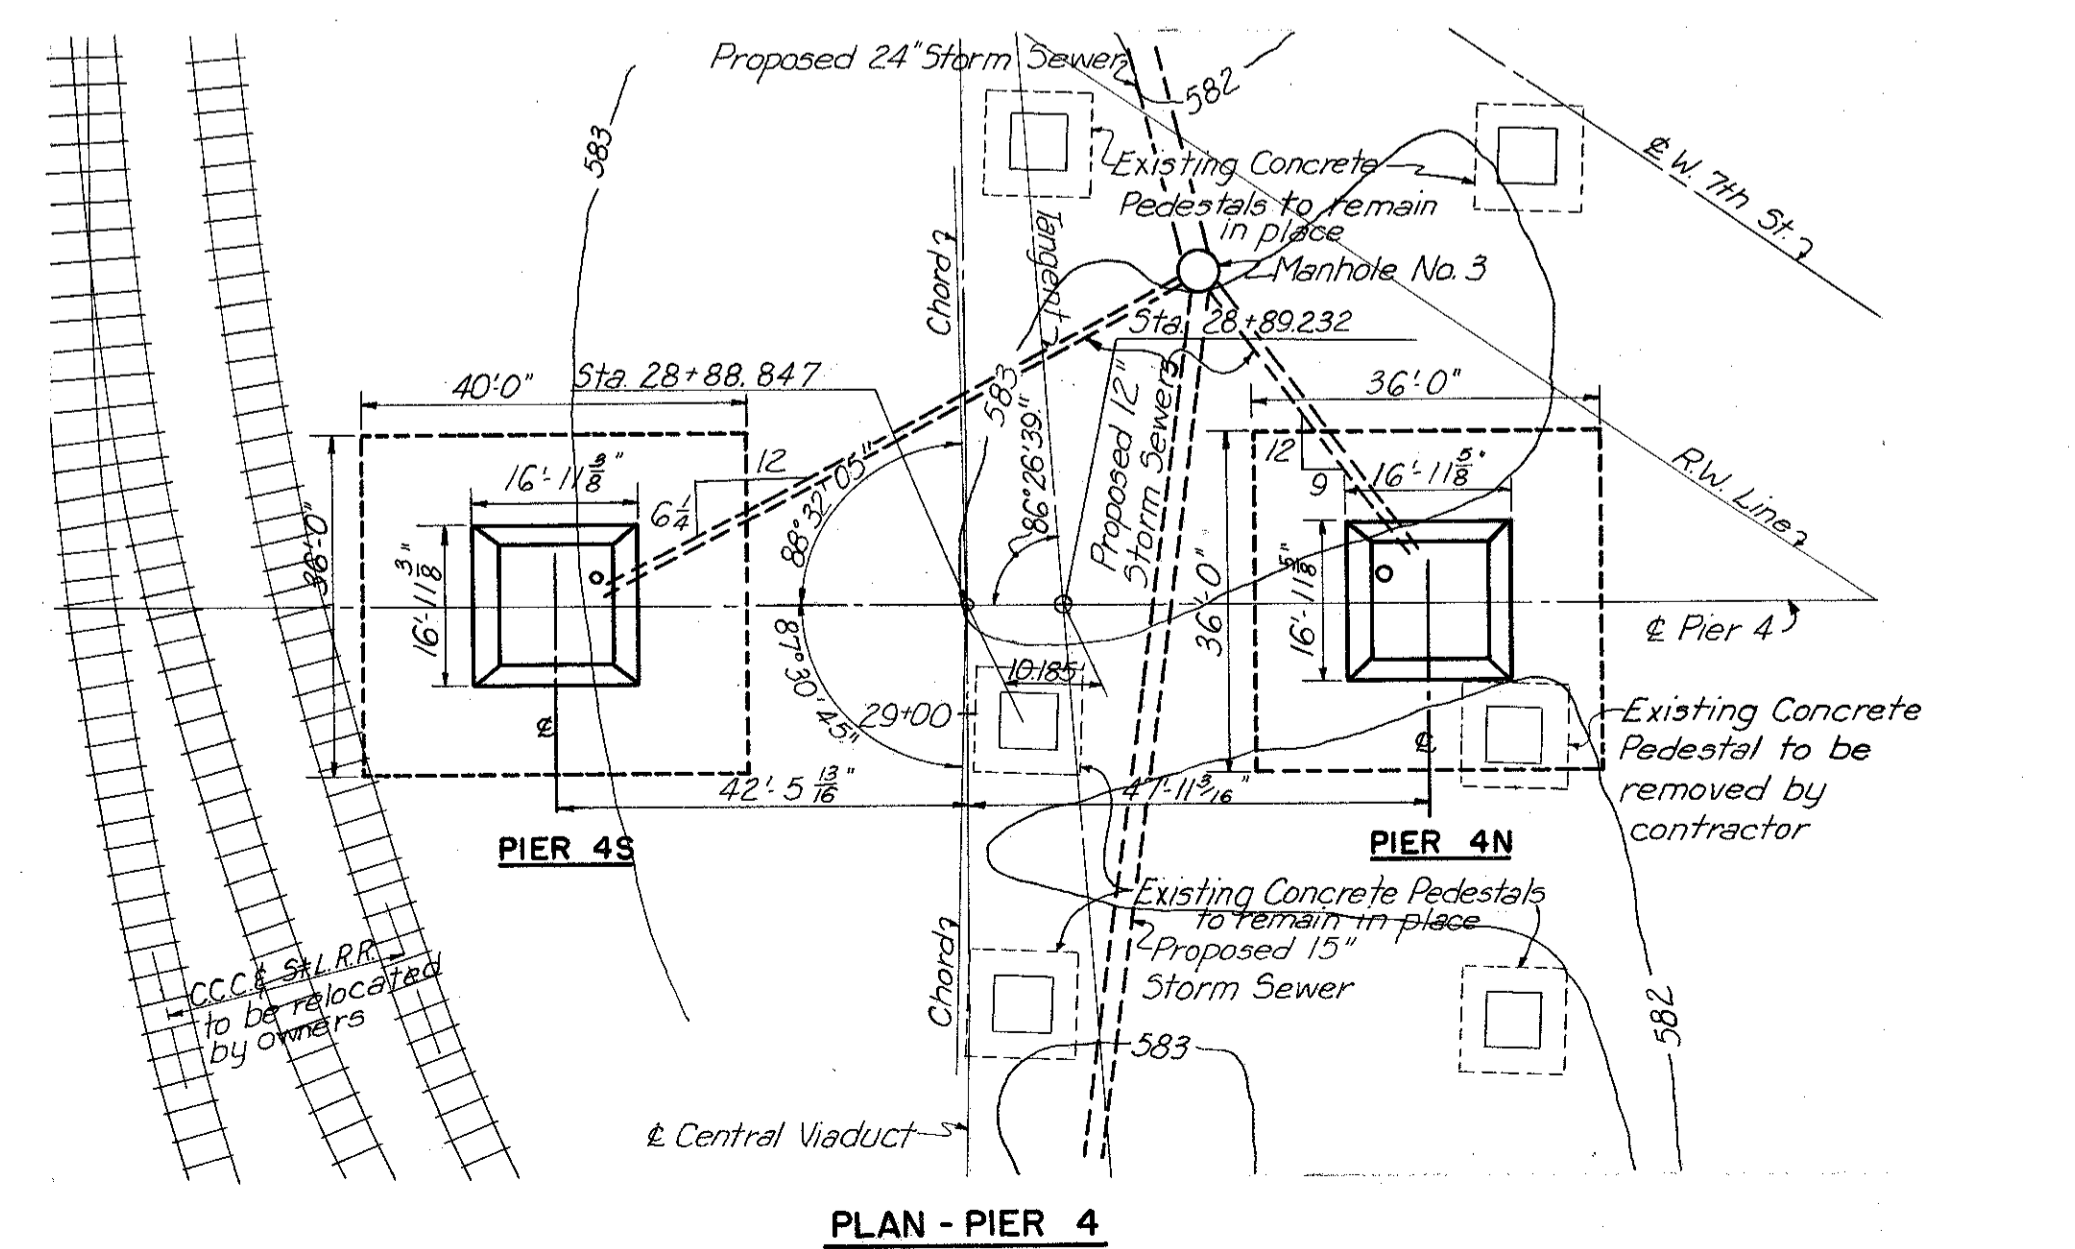 Proposed 24" Storm Sewer
582
583
Existing Concrete
Pedestals to remain
in place
Manhole No. 3
℄ W. 7th St.
Tangent
Chord
Sta. 28+89.232
Sta. 28+88.847
40'-0"
36'-0"
583
86°26'39"
Proposed 12"
Storm Sewers
12
6 1/4
88°32'05"
12
9
16'-11 3/8"
16'-11 5/8"
R.W. Line
36'-0"
16'-11 3/8"
36'-0"
16'-11 5/8"
℄ Pier 4
87°30'45"
10.185
29+00
℄
℄
Existing Concrete
Pedestal to be
removed by
contractor
42'-5 13/16"
47'-11 3/16"
PIER 4S
PIER 4N
Existing Concrete Pedestals
to remain in place
Proposed 15"
Storm Sewer
Chord
C.C.C. & St. L. R.R.
to be relocated
by owners
583
582
℄ Central Viaduct
PLAN - PIER 4